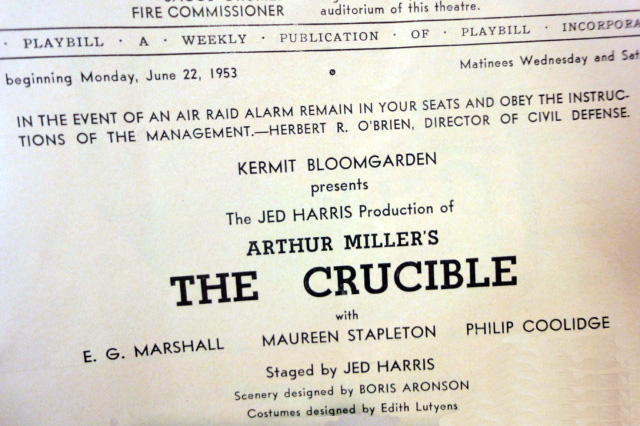 FIRE COMMISSIONER
auditorium of this theatre.
· PLAYBILL · A · WEEKLY · PUBLICATION · OF · PLAYBILL · INCORPORA
beginning Monday, June 22, 1953
Matinees Wednesday and Sat
IN THE EVENT OF AN AIR RAID ALARM REMAIN IN YOUR SEATS AND OBEY THE INSTRUC-
TIONS OF THE MANAGEMENT.—HERBERT R. O'BRIEN, DIRECTOR OF CIVIL DEFENSE.
KERMIT BLOOMGARDEN
presents
The JED HARRIS Production of
ARTHUR MILLER'S
THE CRUCIBLE
with
E. G. MARSHALL MAUREEN STAPLETON PHILIP COOLIDGE
Staged by JED HARRIS
Scenery designed by BORIS ARONSON
Costumes designed by Edith Lutyens